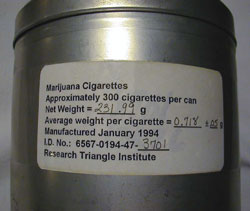 Marijuana Cigarettes
Approximately 300 cigarettes per can
Net Weight = 231.99 g
Average weight per cigarette = 0.718 ± .05 g
Manufactured January 1994
I.D. No.: 6567-0194-47-3701
Research Triangle Institute